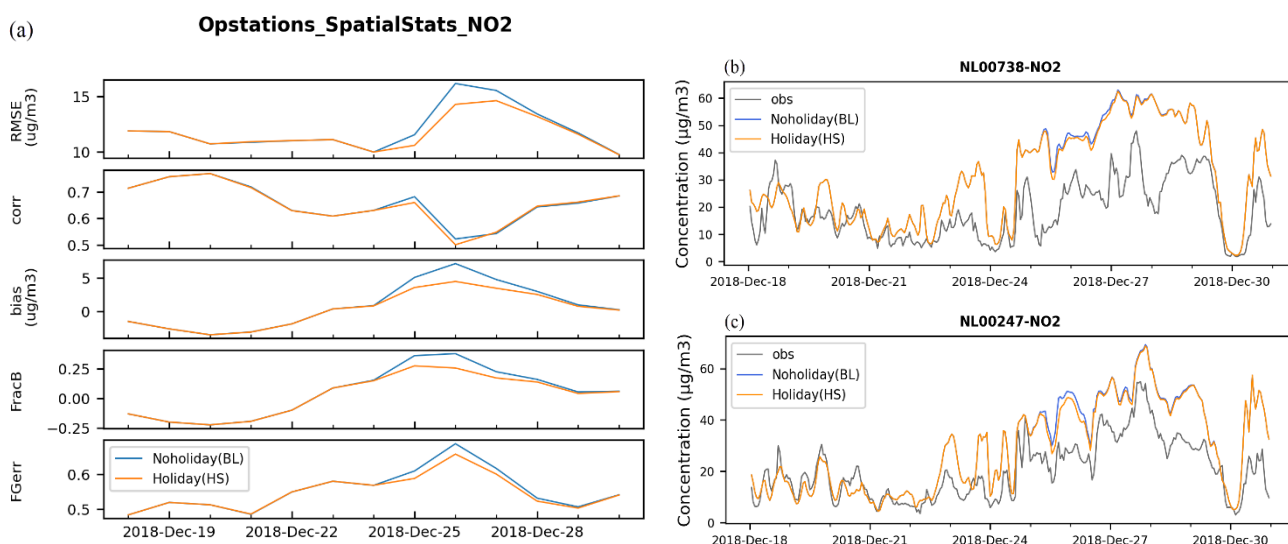 (a)
Opstations_SpatialStats_NO2
RMSE
(ug/m3)
15
10
corr
0.7
0.6
0.5
bias
(ug/m3)
5
0
FracB
0.25
0.00
−0.25
FGerr
0.6
0.5
Noholiday(BL)
Holiday(HS)
2018-Dec-19
2018-Dec-22
2018-Dec-25
2018-Dec-28
(b)
NL00738-NO2
Concentration (μg/m3)
60
50
40
30
20
10
0
obs
Noholiday(BL)
Holiday(HS)
2018-Dec-18
2018-Dec-21
2018-Dec-24
2018-Dec-27
2018-Dec-30
(c)
NL00247-NO2
Concentration (μg/m3)
60
40
20
0
obs
Noholiday(BL)
Holiday(HS)
2018-Dec-18
2018-Dec-21
2018-Dec-24
2018-Dec-27
2018-Dec-30